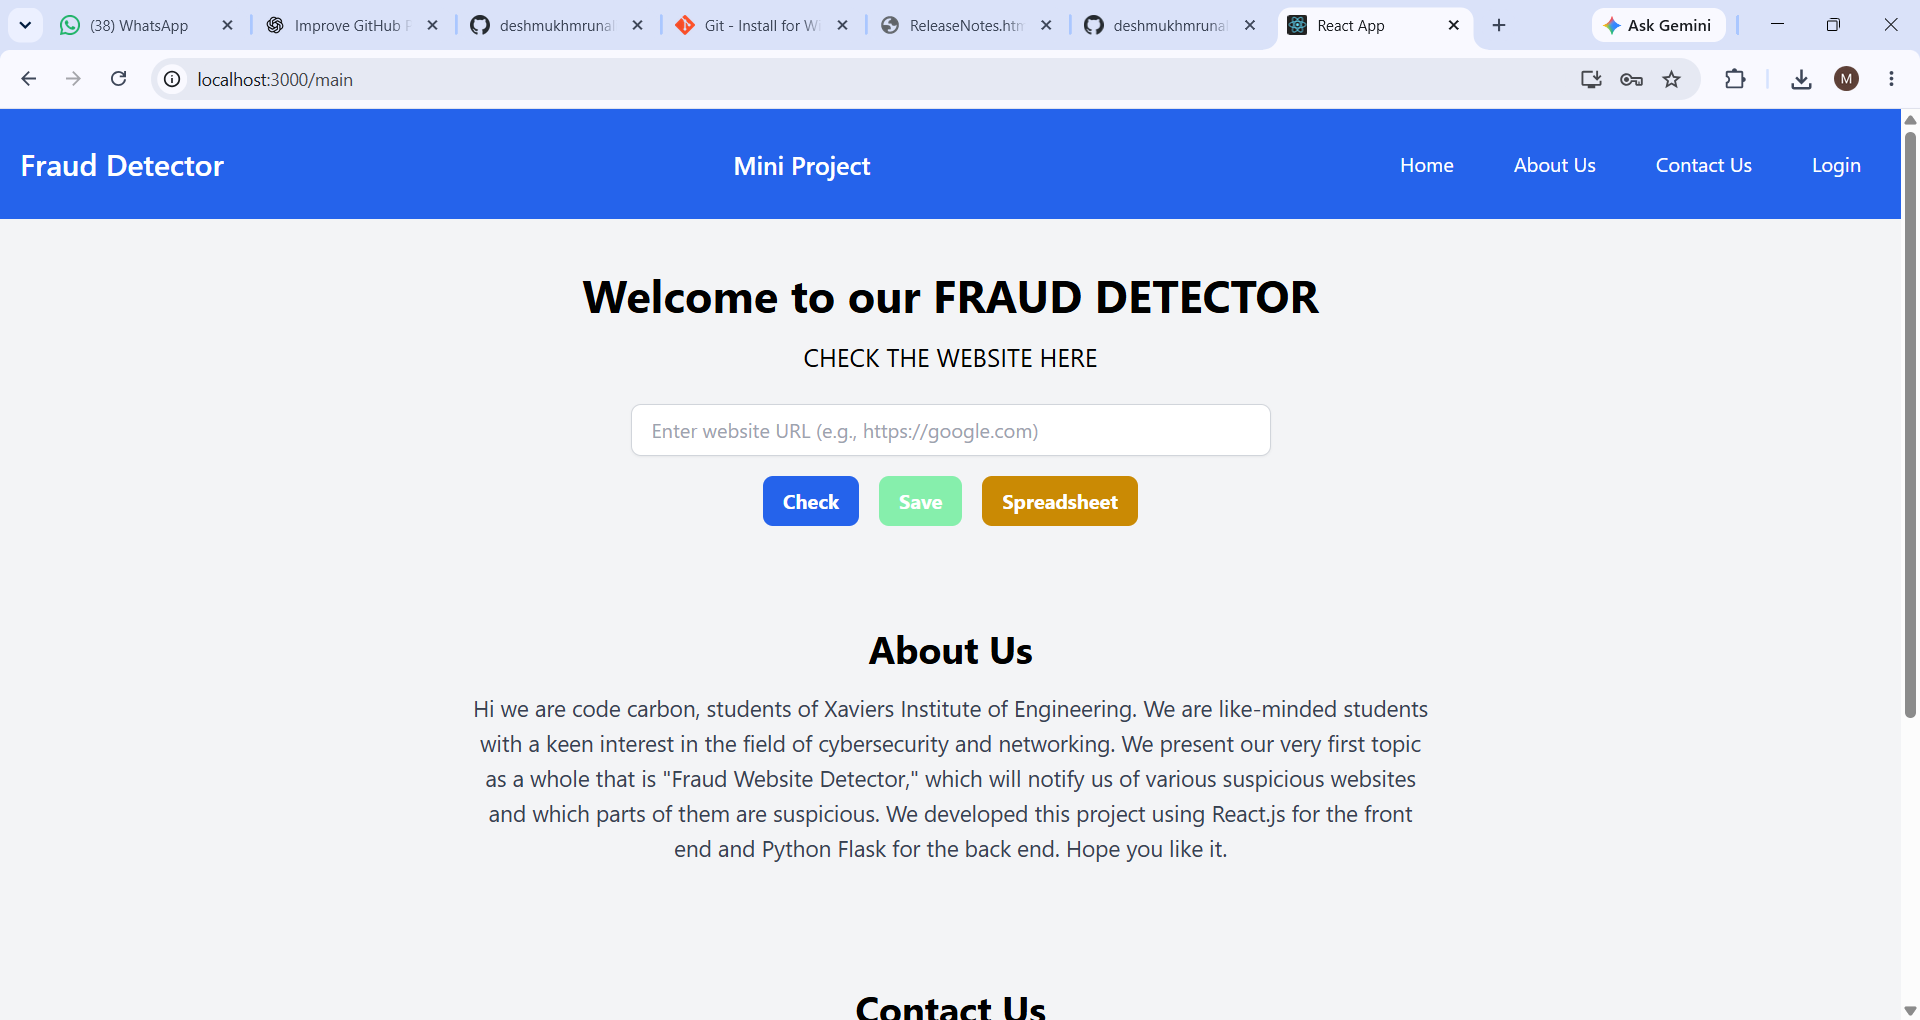 (38) WhatsApp
Improve GitHub P
deshmukhmruna
Git - Install for Wi
ReleaseNotes.htm
deshmukhmruna
React App
Ask Gemini
localhost:3000/main
M
Fraud Detector
Mini Project
Home
About Us
Contact Us
Login
Welcome to our FRAUD DETECTOR
CHECK THE WEBSITE HERE
Enter website URL (e.g., https://google.com)
Check
Save
Spreadsheet
About Us
Hi we are code carbon, students of Xaviers Institute of Engineering. We are like-minded students
with a keen interest in the field of cybersecurity and networking. We present our very first topic
as a whole that is "Fraud Website Detector," which will notify us of various suspicious websites
and which parts of them are suspicious. We developed this project using React.js for the front
end and Python Flask for the back end. Hope you like it.
Contact Us